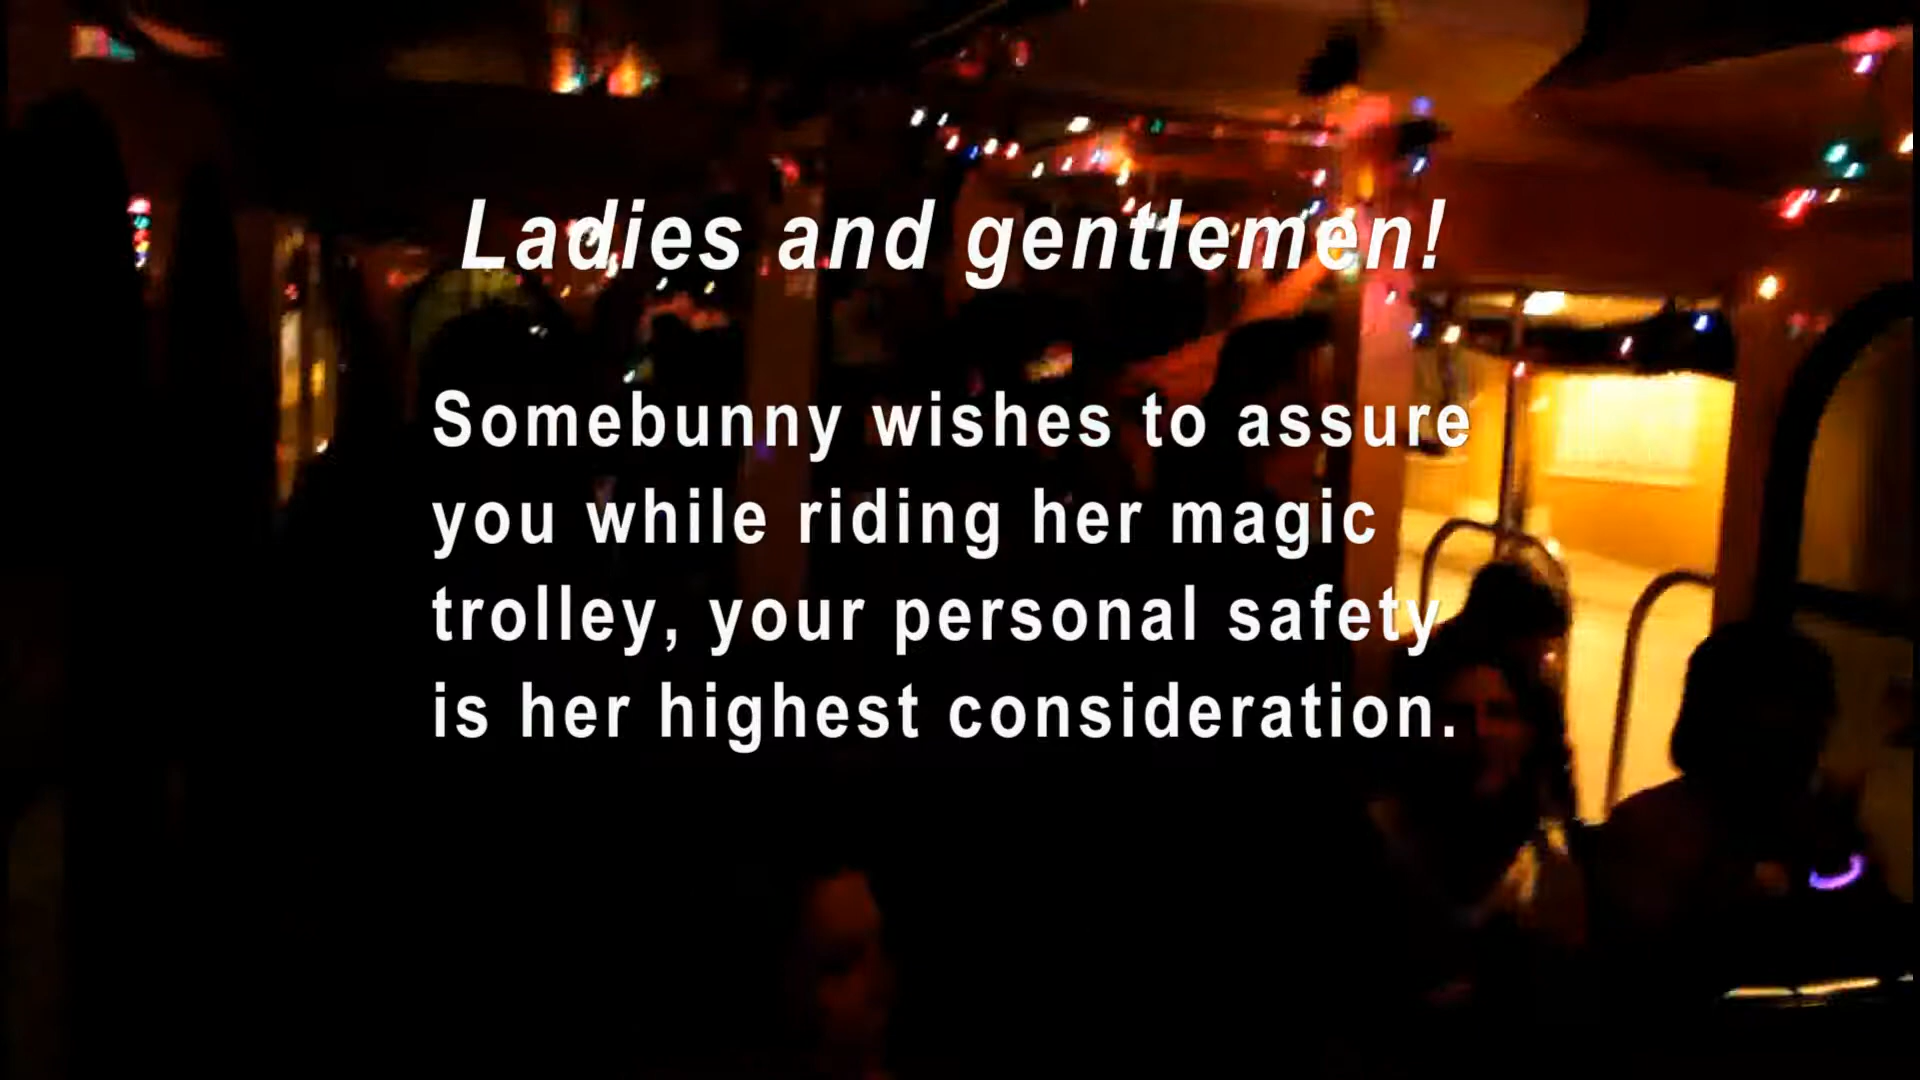 Ladies and gentlemen!
Somebunny wishes to assure
you while riding her magic
trolley, your personal safety
is her highest consideration.